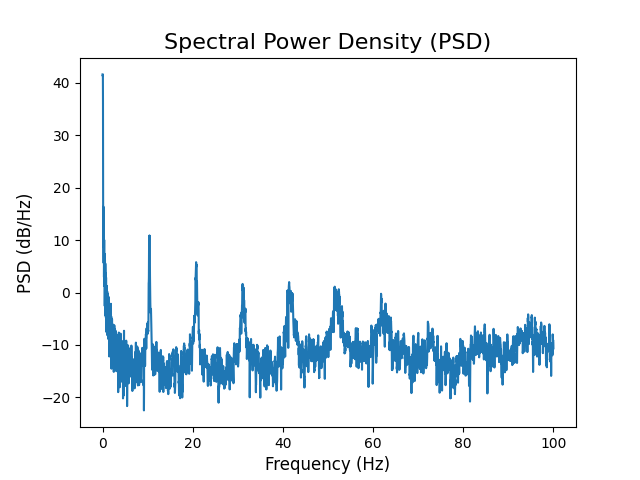 Spectral Power Density (PSD)
40
30
20
10
0
−10
−20
PSD (dB/Hz)
0 20 40 60 80 100
Frequency (Hz)